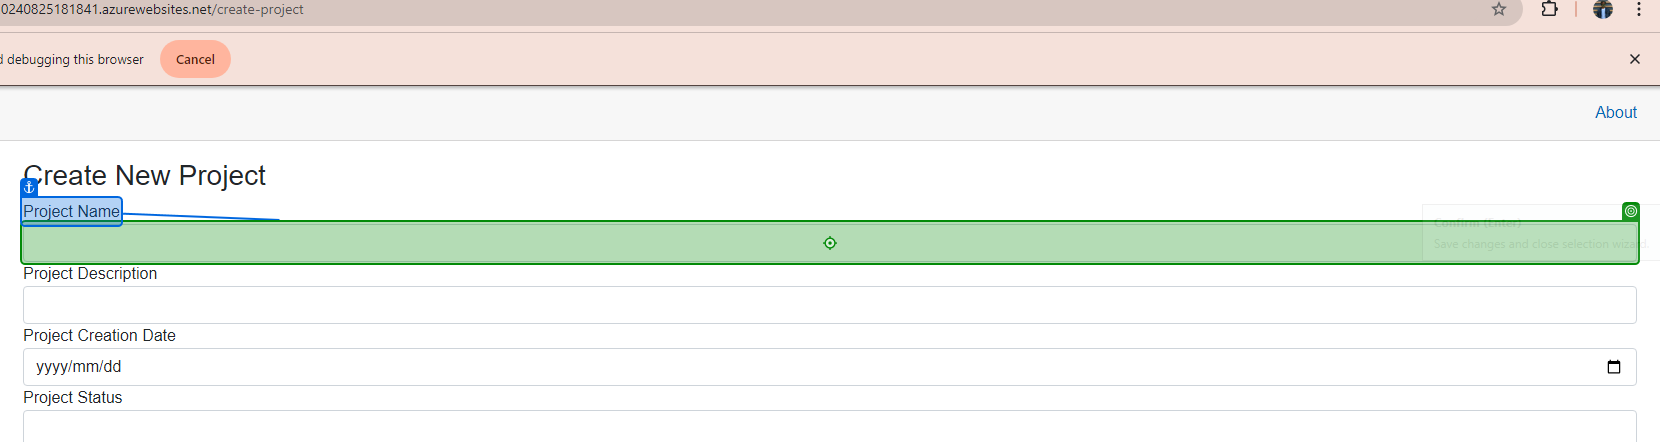 0240825181841.azurewebsites.net/create-project
debugging this browser
Cancel
About
Create New Project
Project Name
Confirm (Enter)
Save changes and close selection wizard.
Project Description
Project Creation Date
yyyy/mm/dd
Project Status